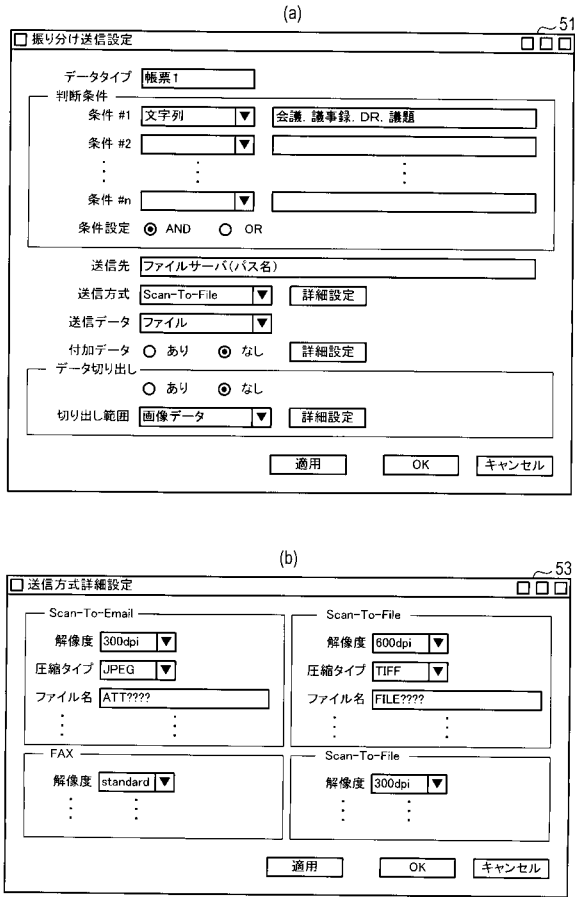 (a)
51
振り分け送信設定
データタイプ 帳票1
判断条件
条件 #1 文字列 ▼ 会議, 議事録, DR, 議題
条件 #2 ▼
条件 #n ▼
条件設定 AND OR
送信先 ファイルサーバ(パス名)
送信方式 Scan-To-File ▼ 詳細設定
送信データ ファイル ▼
付加データ あり なし 詳細設定
データ切り出し
あり なし
切り出し範囲 画像データ ▼ 詳細設定
適用 OK キャンセル
(b)
53
送信方式詳細設定
Scan-To-Email Scan-To-File
解像度 300dpi ▼ 解像度 600dpi ▼
圧縮タイプ JPEG ▼ 圧縮タイプ TIFF ▼
ファイル名 ATT???? ファイル名 FILE????
FAX Scan-To-File
解像度 standard ▼ 解像度 300dpi ▼
適用 OK キャンセル